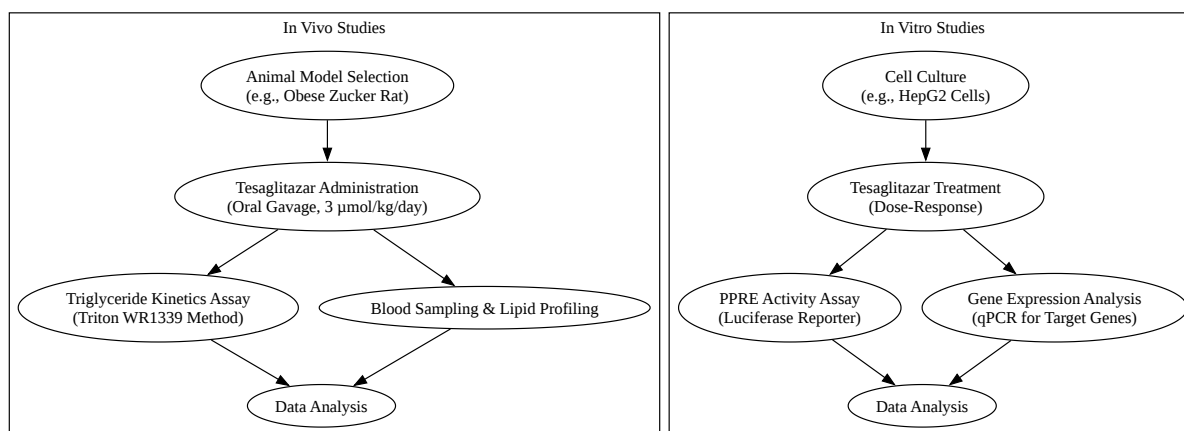 In Vivo Studies
Animal Model Selection
(e.g., Obese Zucker Rat)
Tesaglitazar Administration
(Oral Gavage, 3 µmol/kg/day)
Triglyceride Kinetics Assay
(Triton WR1339 Method)
Blood Sampling & Lipid Profiling
Data Analysis
In Vitro Studies
Cell Culture
(e.g., HepG2 Cells)
Tesaglitazar Treatment
(Dose-Response)
PPRE Activity Assay
(Luciferase Reporter)
Gene Expression Analysis
(qPCR for Target Genes)
Data Analysis